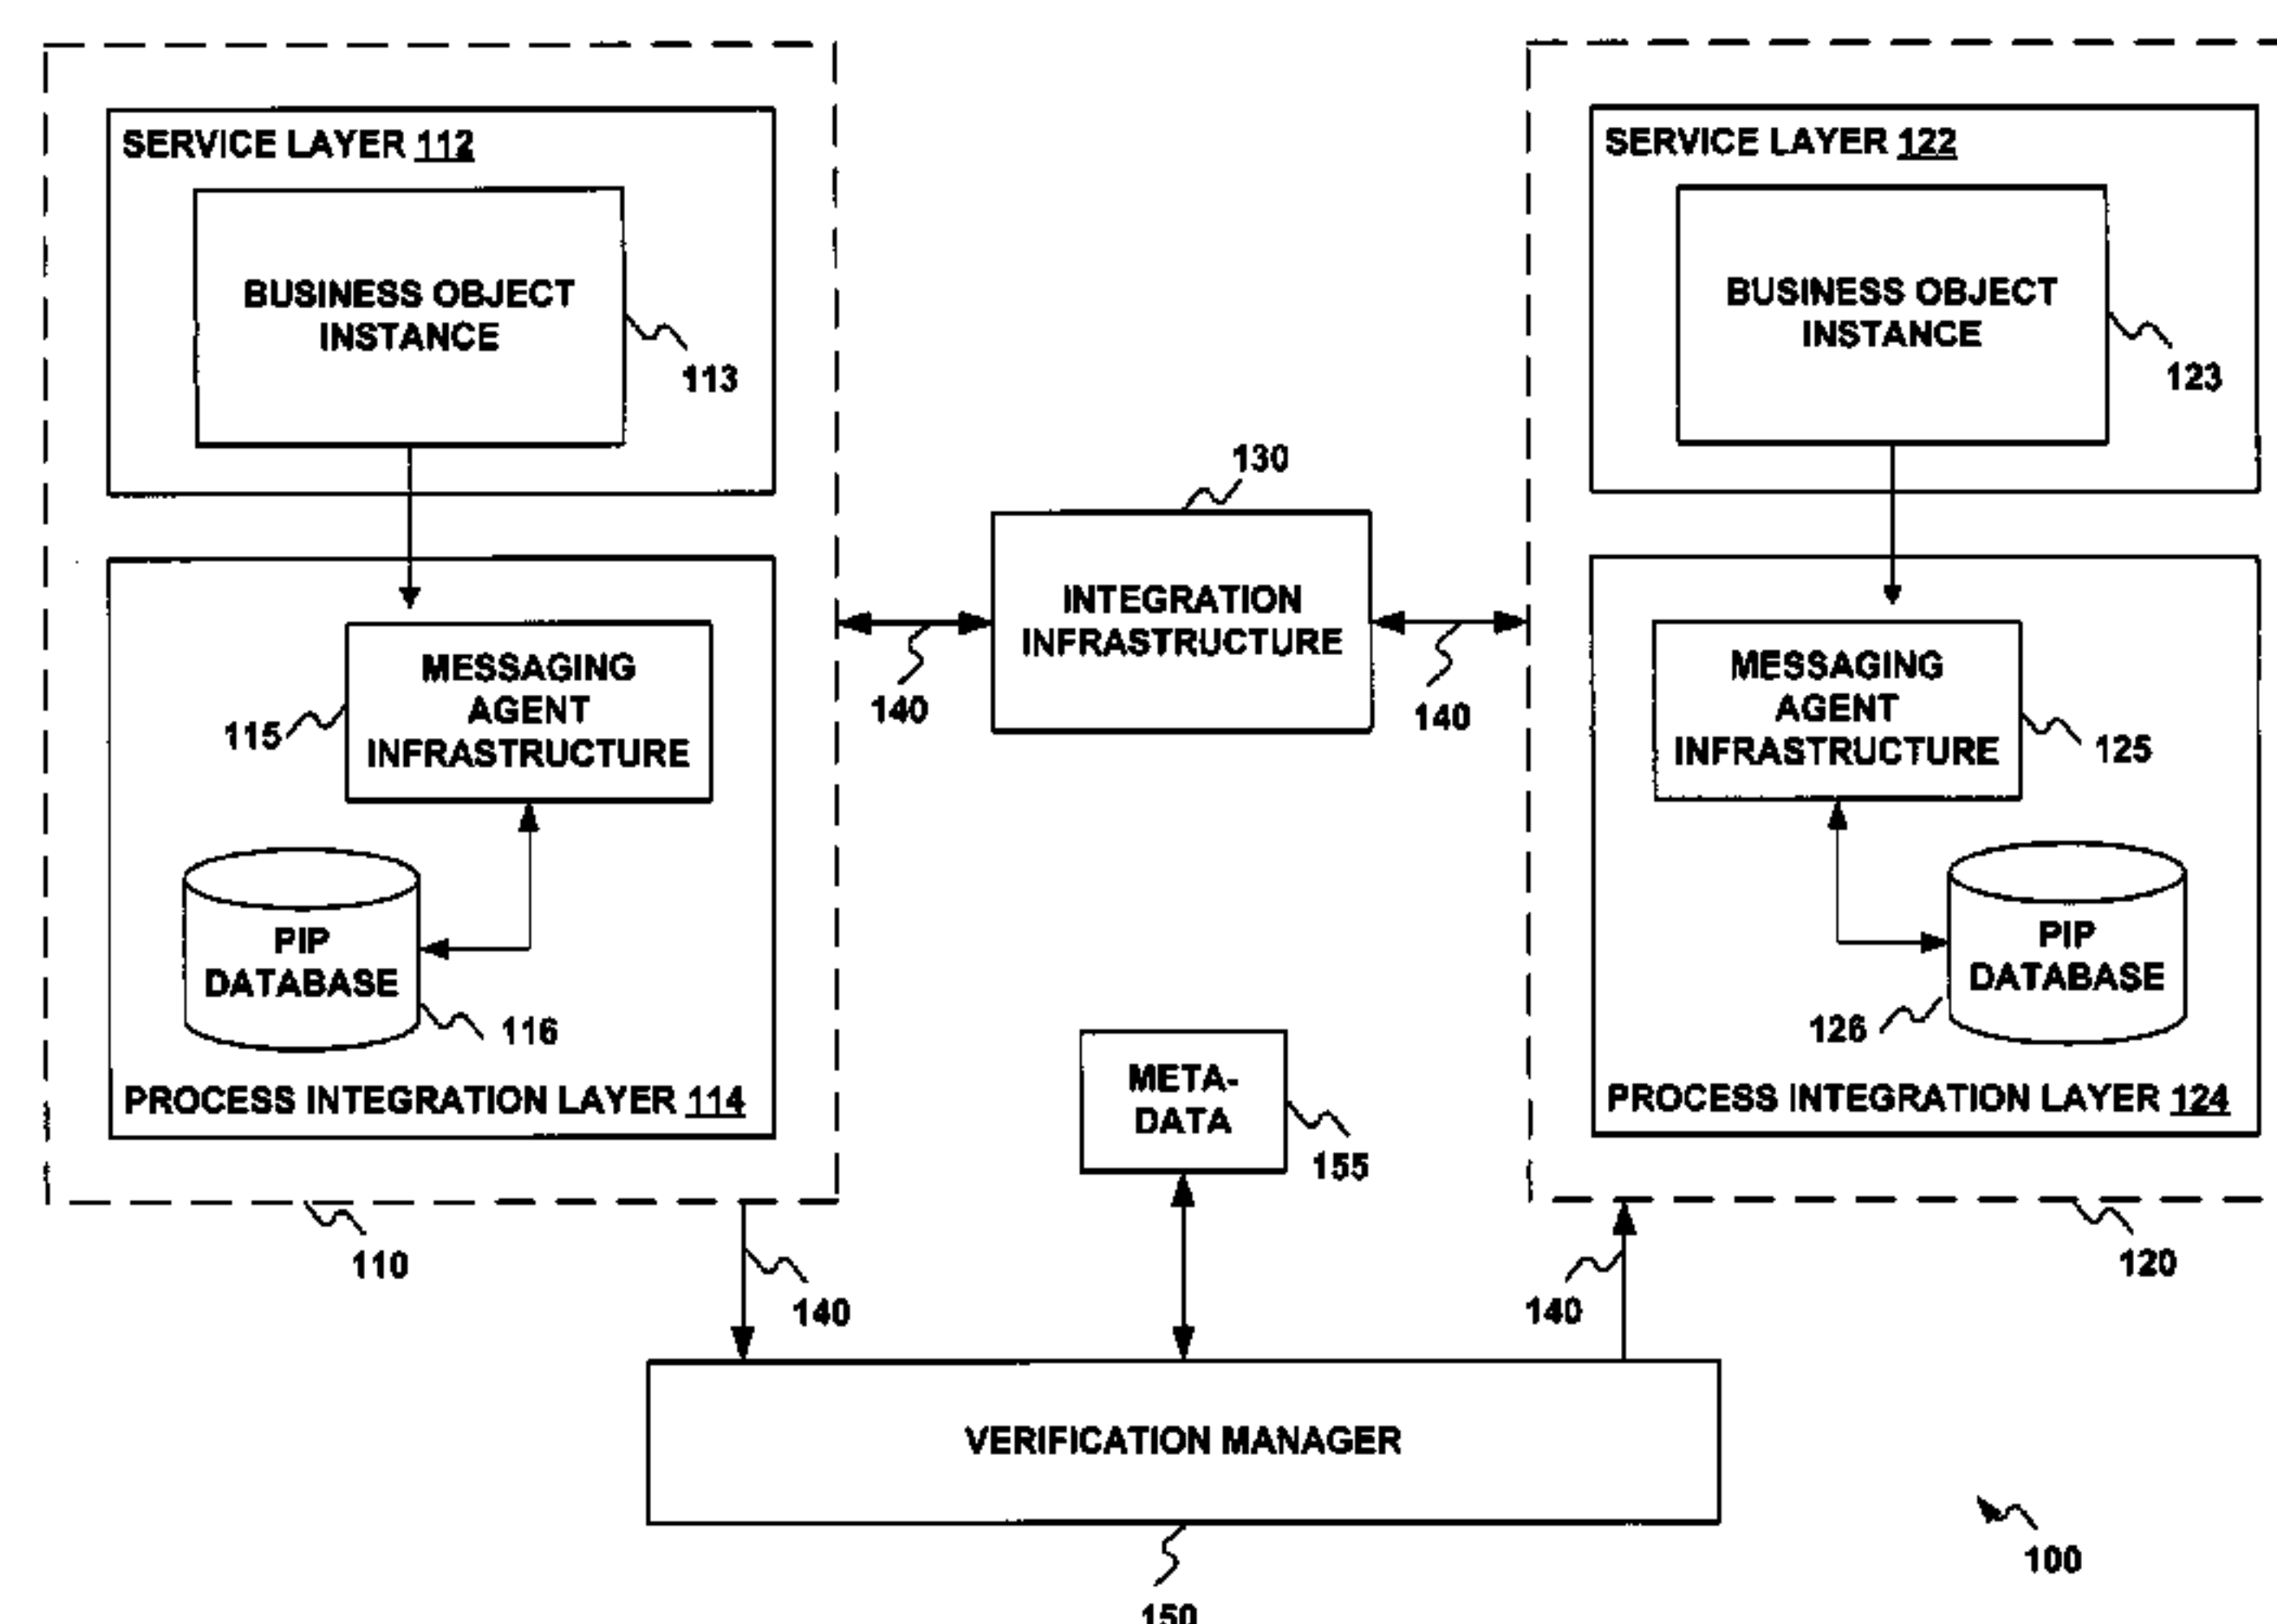 SERVICE LAYER 112
BUSINESS OBJECT
INSTANCE
113
MESSAGING
AGENT
INFRASTRUCTURE
115
PIP
DATABASE
116
PROCESS INTEGRATION LAYER 114
110
130
INTEGRATION
INFRASTRUCTURE
140
140
SERVICE LAYER 122
BUSINESS OBJECT
INSTANCE
123
MESSAGING
AGENT
INFRASTRUCTURE
125
PIP
DATABASE
126
PROCESS INTEGRATION LAYER 124
120
META-
DATA
155
140
140
VERIFICATION MANAGER
150
100